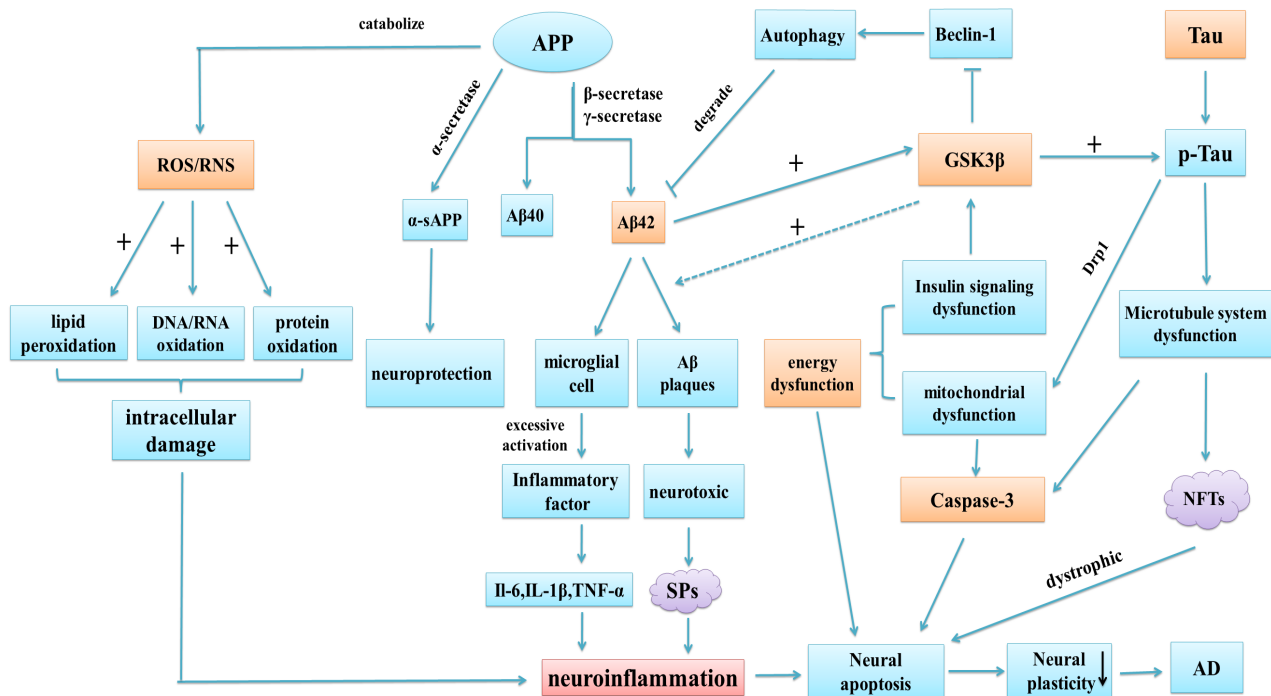 catabolize
APP
Autophagy
Beclin-1
Tau
α-secretase
β-secretase
γ-secretase
degrade
ROS/RNS
+
GSK3β
+
p-Tau
α-sAPP
Aβ40
Aβ42
+
+
+
+
Drp1
lipid
peroxidation
DNA/RNA
oxidation
protein
oxidation
Insulin signaling
dysfunction
Microtubule system
dysfunction
neuroprotection
microglial
cell
Aβ
plaques
energy
dysfunction
mitochondrial
dysfunction
intracellular
damage
excessive
activation
Inflammatory
factor
neurotoxic
Caspase-3
NFTs
dystrophic
Il-6,IL-1β,TNF-α
SPs
neuroinflammation
Neural
apoptosis
Neural
plasticity↓
AD